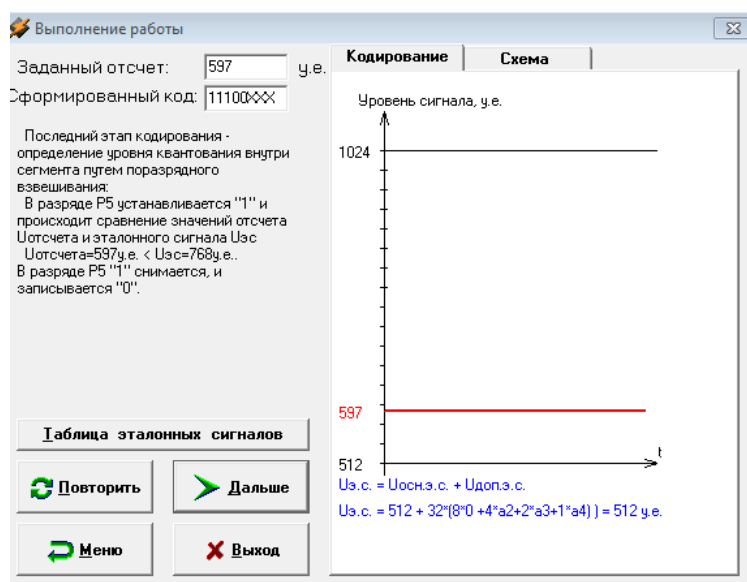 Выполнение работы
Заданный отсчет: 597 у.е.
Сформированный код: 11100XXX
Последний этап кодирования -
определение уровня квантования внутри
сегмента путем поразрядного
взвешивания:
В разряде P5 устанавливается "1" и
происходит сравнение значений отсчета
Uотсчета и эталонного сигнала Uэс
Uотсчета=597у.е. < Uэс=768у.е..
В разряде P5 "1" снимается, и
записывается "0".
Таблица эталонных сигналов
Повторить
Дальше
Меню
Выход
Кодирование
Схема
Уровень сигнала, у.е.
1024
597
512
t
Uэ.с. = Uосн.э.с. + Uдоп.э.с.
Uэ.с. = 512 + 32*(8*0 +4*a2+2*a3+1*a4) ) = 512 у.е.